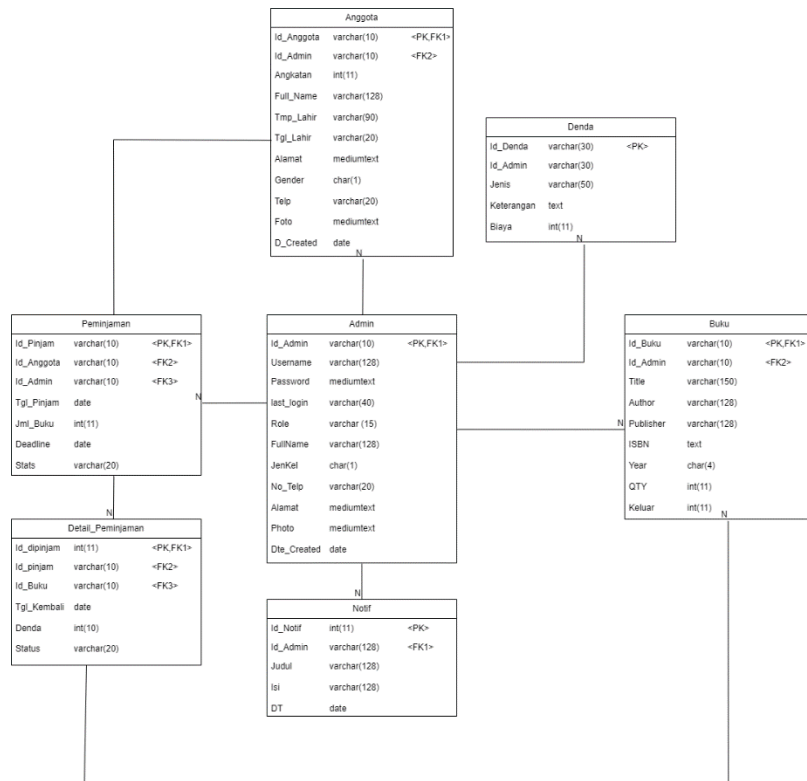 Anggota
Id_Anggota varchar(10) <PK,FK1>
Id_Admin varchar(10) <FK2>
Angkatan int(11)
Full_Name varchar(128)
Tmp_Lahir varchar(90)
Tgl_Lahir varchar(20)
Alamat mediumtext
Gender char(1)
Telp varchar(20)
Foto mediumtext
D_Created date
N
Denda
Id_Denda varchar(30) <PK>
Id_Admin varchar(30)
Jenis varchar(50)
Keterangan text
Biaya int(11)
N
Peminjaman
Id_Pinjam varchar(10) <PK,FK1>
Id_Anggota varchar(10) <FK2>
Id_Admin varchar(10) <FK3>
Tgl_Pinjam date
Jml_Buku int(11)
Deadline date
Stats varchar(20)
N
N
Admin
Id_Admin varchar(10) <PK,FK1>
Username varchar(128)
Password mediumtext
last_login varchar(40)
Role varchar (15)
FullName varchar(128)
JenKel char(1)
No_Telp varchar(20)
Alamat mediumtext
Photo mediumtext
Dte_Created date
N
Buku
Id_Buku varchar(10) <PK,FK1>
Id_Admin varchar(10) <FK2>
Title varchar(150)
Author varchar(128)
Publisher varchar(128)
ISBN text
Year char(4)
QTY int(11)
Keluar int(11)
N
N
Detail_Peminjaman
Id_dipinjam int(11) <PK,FK1>
Id_pinjam varchar(10) <FK2>
Id_Buku varchar(10) <FK3>
Tgl_Kembali date
Denda int(10)
Status varchar(20)
Notif
Id_Notif int(11) <PK>
Id_Admin varchar(128) <FK1>
Judul varchar(128)
Isi varchar(128)
DT date